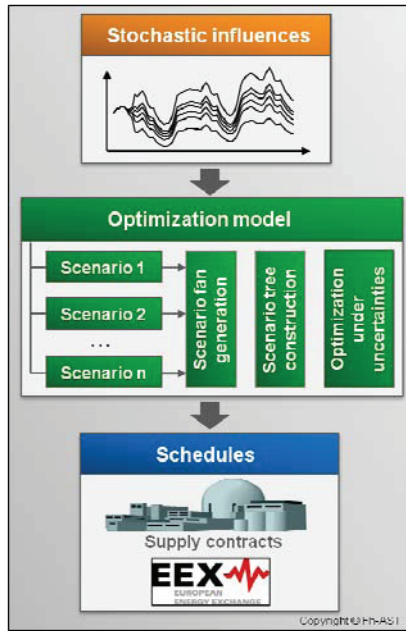 Stochastic influences
Optimization model
Scenario 1
Scenario 2
...
Scenario n
Scenario fan
generation
Scenario tree
construction
Optimization
under
uncertainties
Schedules
Supply contracts
EEX
EUROPEAN
ENERGY EXCHANGE
Copyright © FH-AST